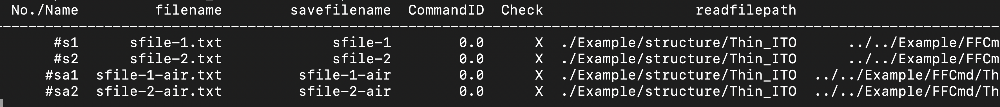 No./Name filename savefilename CommandID Check readfilepath
--------------------------------------------------------------------------------------------------------------------
#s1 sfile-1.txt sfile-1 0.0 X ./Example/structure/Thin_ITO ../../Example/FFCm
#s2 sfile-2.txt sfile-2 0.0 X ./Example/structure/Thin_ITO ../../Example/FFCm
#sa1 sfile-1-air.txt sfile-1-air 0.0 X ./Example/structure/Thin_ITO ../../Example/FFCmd/Th
#sa2 sfile-2-air.txt sfile-2-air 0.0 X ./Example/structure/Thin_ITO ../../Example/FFCmd/Th